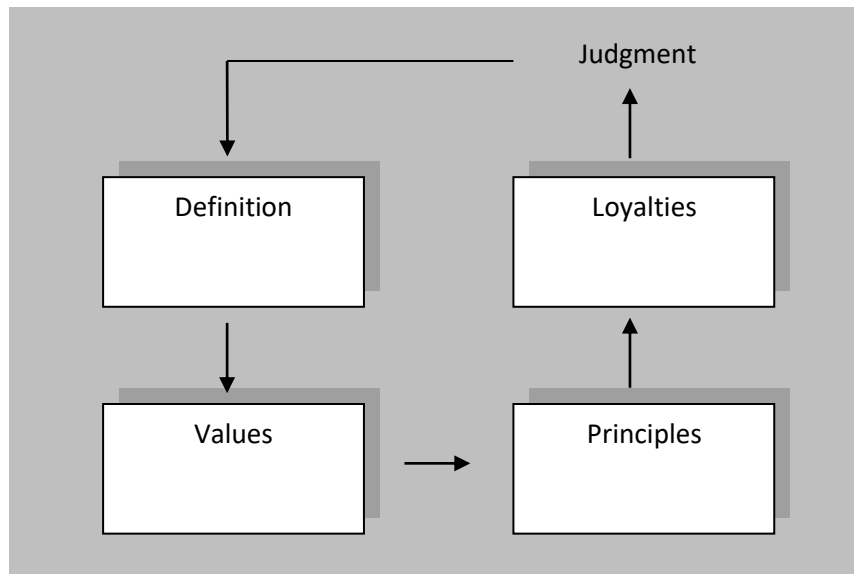 Judgment
Definition
Loyalties
Values
Principles